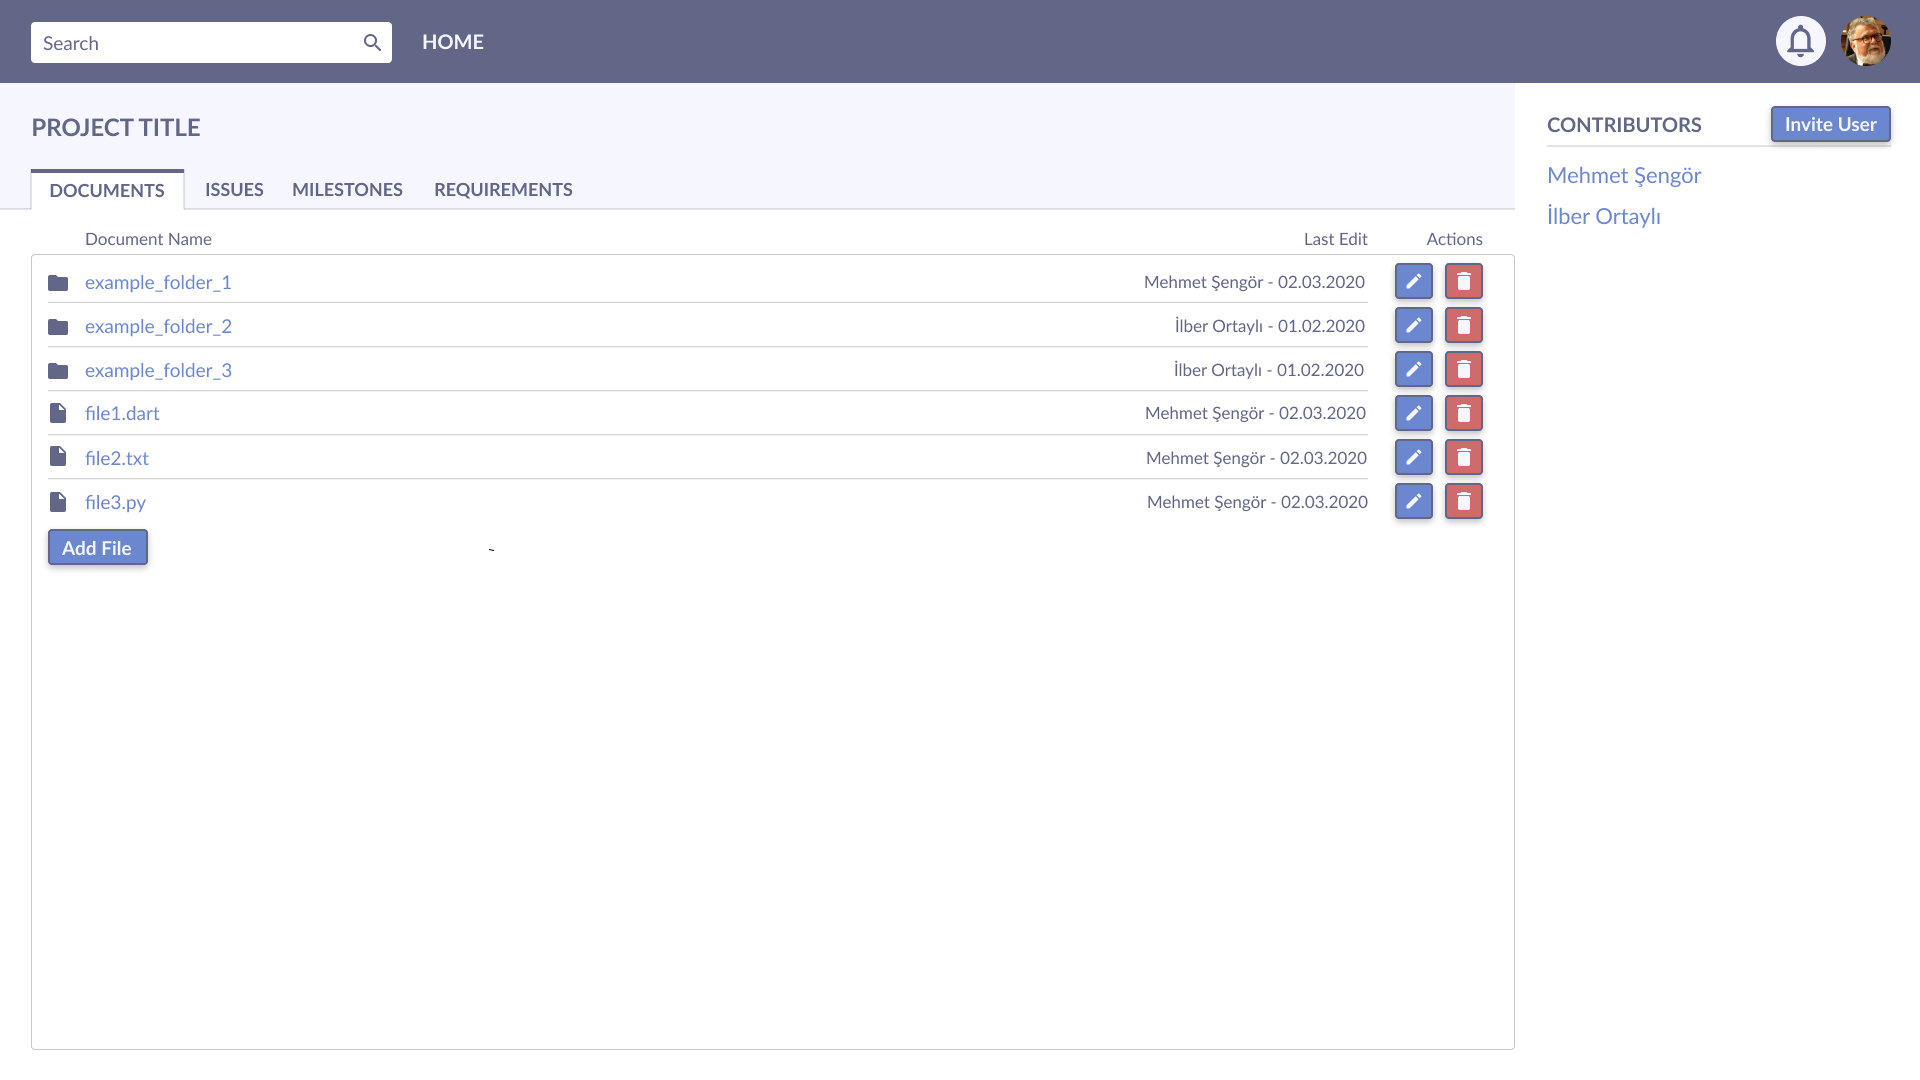 Search
HOME
PROJECT TITLE
CONTRIBUTORS
Invite User
Mehmet Şengör
İlber Ortaylı
DOCUMENTS
ISSUES
MILESTONES
REQUIREMENTS
Document Name
Last Edit
Actions
example_folder_1
Mehmet Şengör - 02.03.2020
example_folder_2
İlber Ortaylı - 01.02.2020
example_folder_3
İlber Ortaylı - 01.02.2020
file1.dart
Mehmet Şengör - 02.03.2020
file2.txt
Mehmet Şengör - 02.03.2020
file3.py
Mehmet Şengör - 02.03.2020
Add File